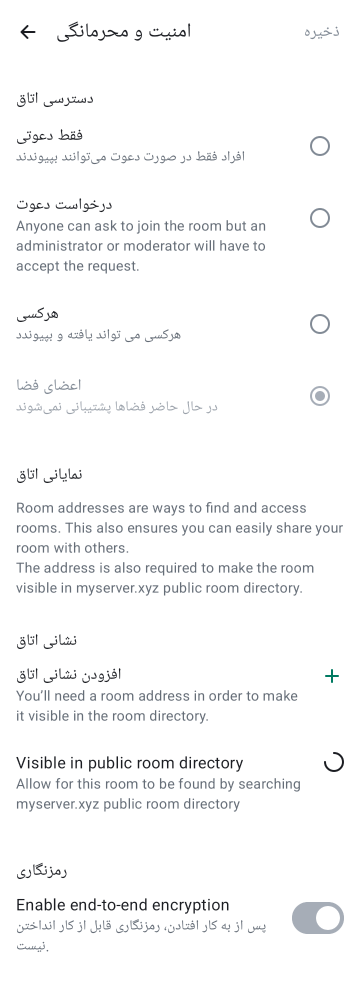 امنیت و محرمانگی
ذخیره
دسترسی اتاق
فقط دعوتی
افراد فقط در صورت دعوت می‌توانند بپیوندند
درخواست دعوت
Anyone can ask to join the room but an
administrator or moderator will have to
accept the request.
هرکسی
هرکسی می تواند یافته و بپیوندد
اعضای فضا
در حال حاضر فضاها پشتیبانی نمی‌شوند
نمایانی اتاق
Room addresses are ways to find and access
rooms. This also ensures you can easily share your
room with others.
The address is also required to make the room
visible in myserver.xyz public room directory.
نشانی اتاق
افزودن نشانی اتاق
You’ll need a room address in order to make
it visible in the room directory.
Visible in public room directory
Allow for this room to be found by searching
myserver.xyz public room directory
رمزنگاری
Enable end-to-end encryption
پس از به کار افتادن، رمزنگاری قابل از کار انداختن
نیست.